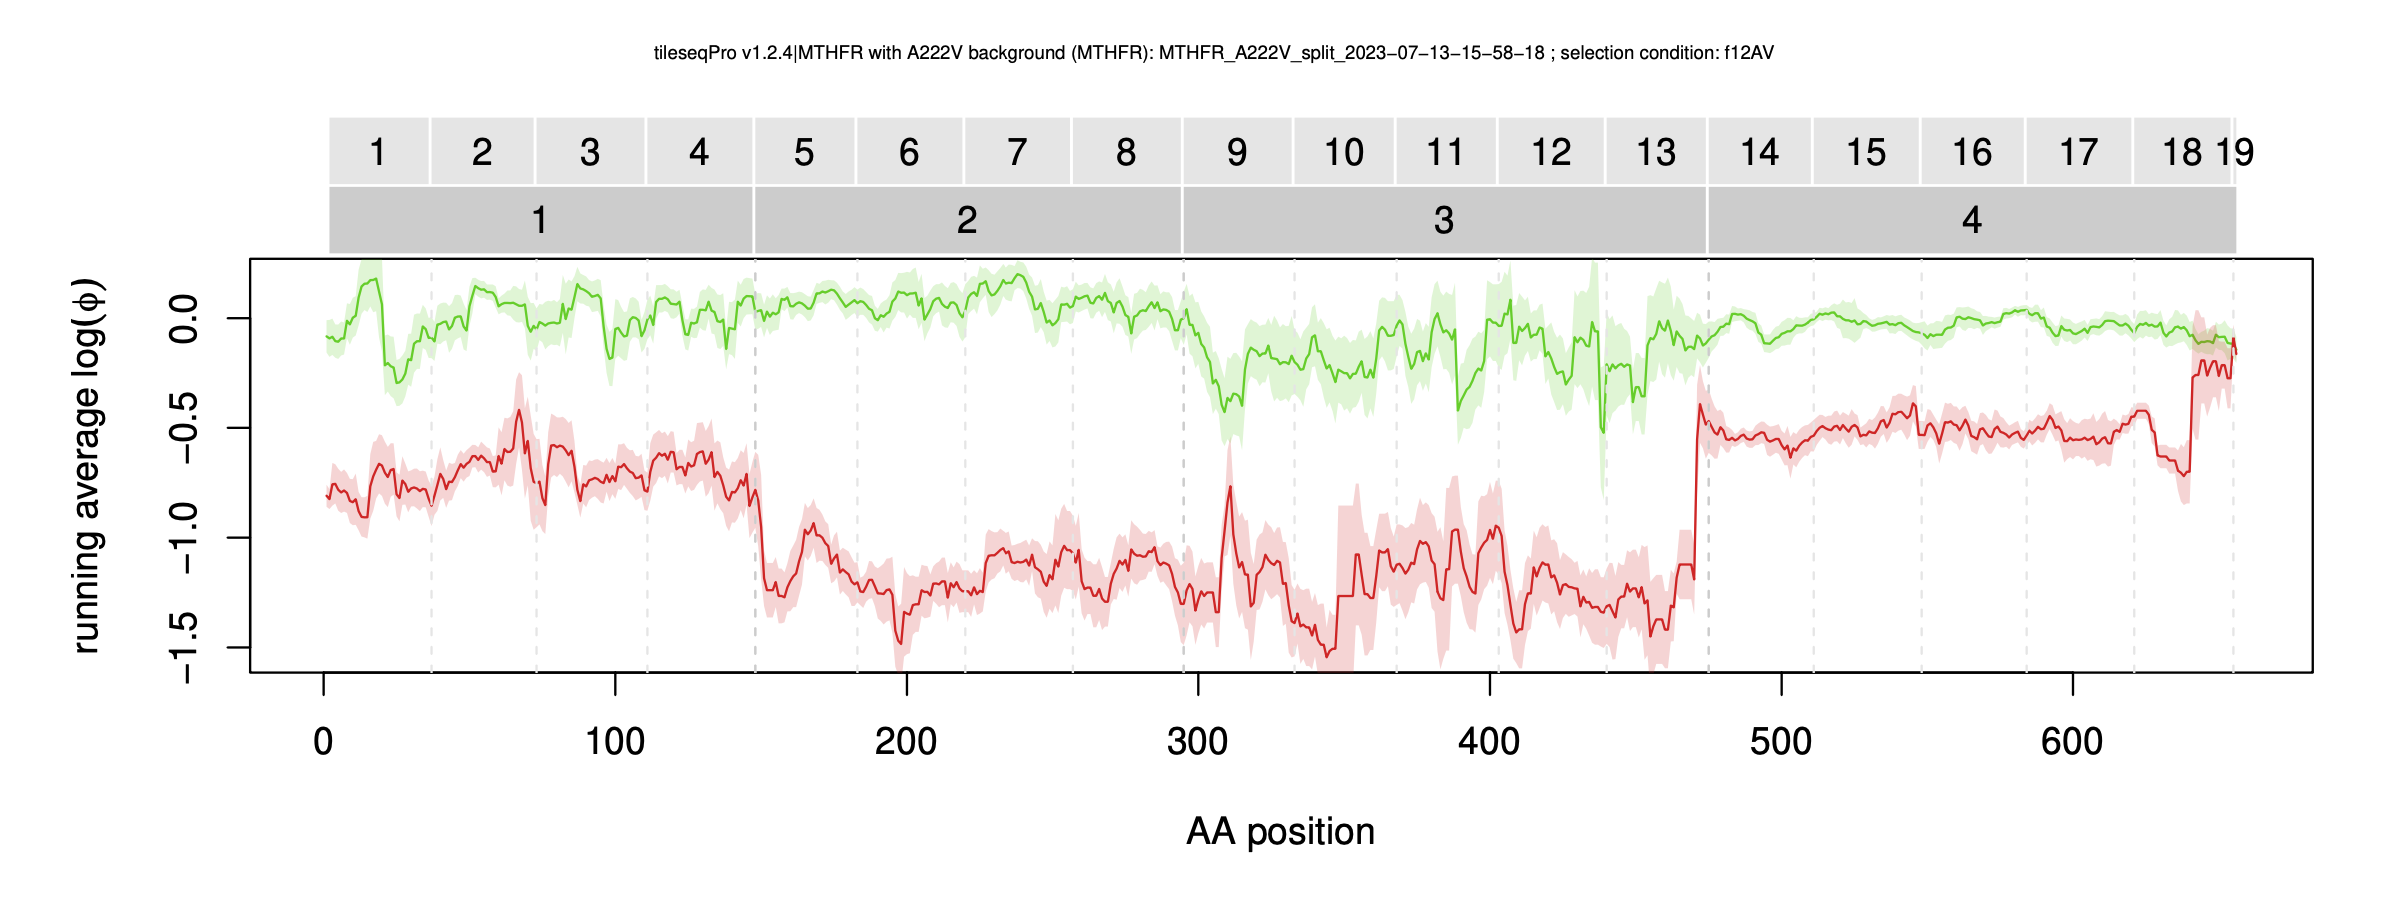 tileseqPro v1.2.4|MTHFR with A222V background (MTHFR): MTHFR_A222V_split_2023−07−13−15−58−18 ; selection condition: f12AV
1 2 3 4 5 6 7 8 9 10 11 12 13 14 15 16 17 18 19
1 2 3 4
running average log(ϕ)
0.0
−0.5
−1.0
−1.5
0 100 200 300 400 500 600
AA position